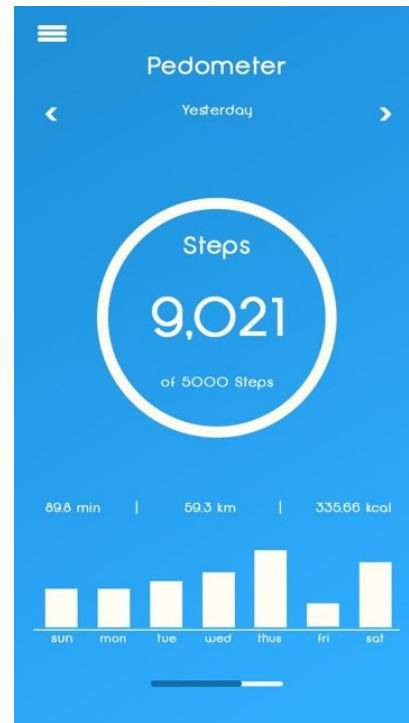 Pedometer
Yesterday
Steps
9,021
of 5000 Steps
89.8 min | 59.3 km | 335.66 kcal
sun mon tue wed thus fri sat